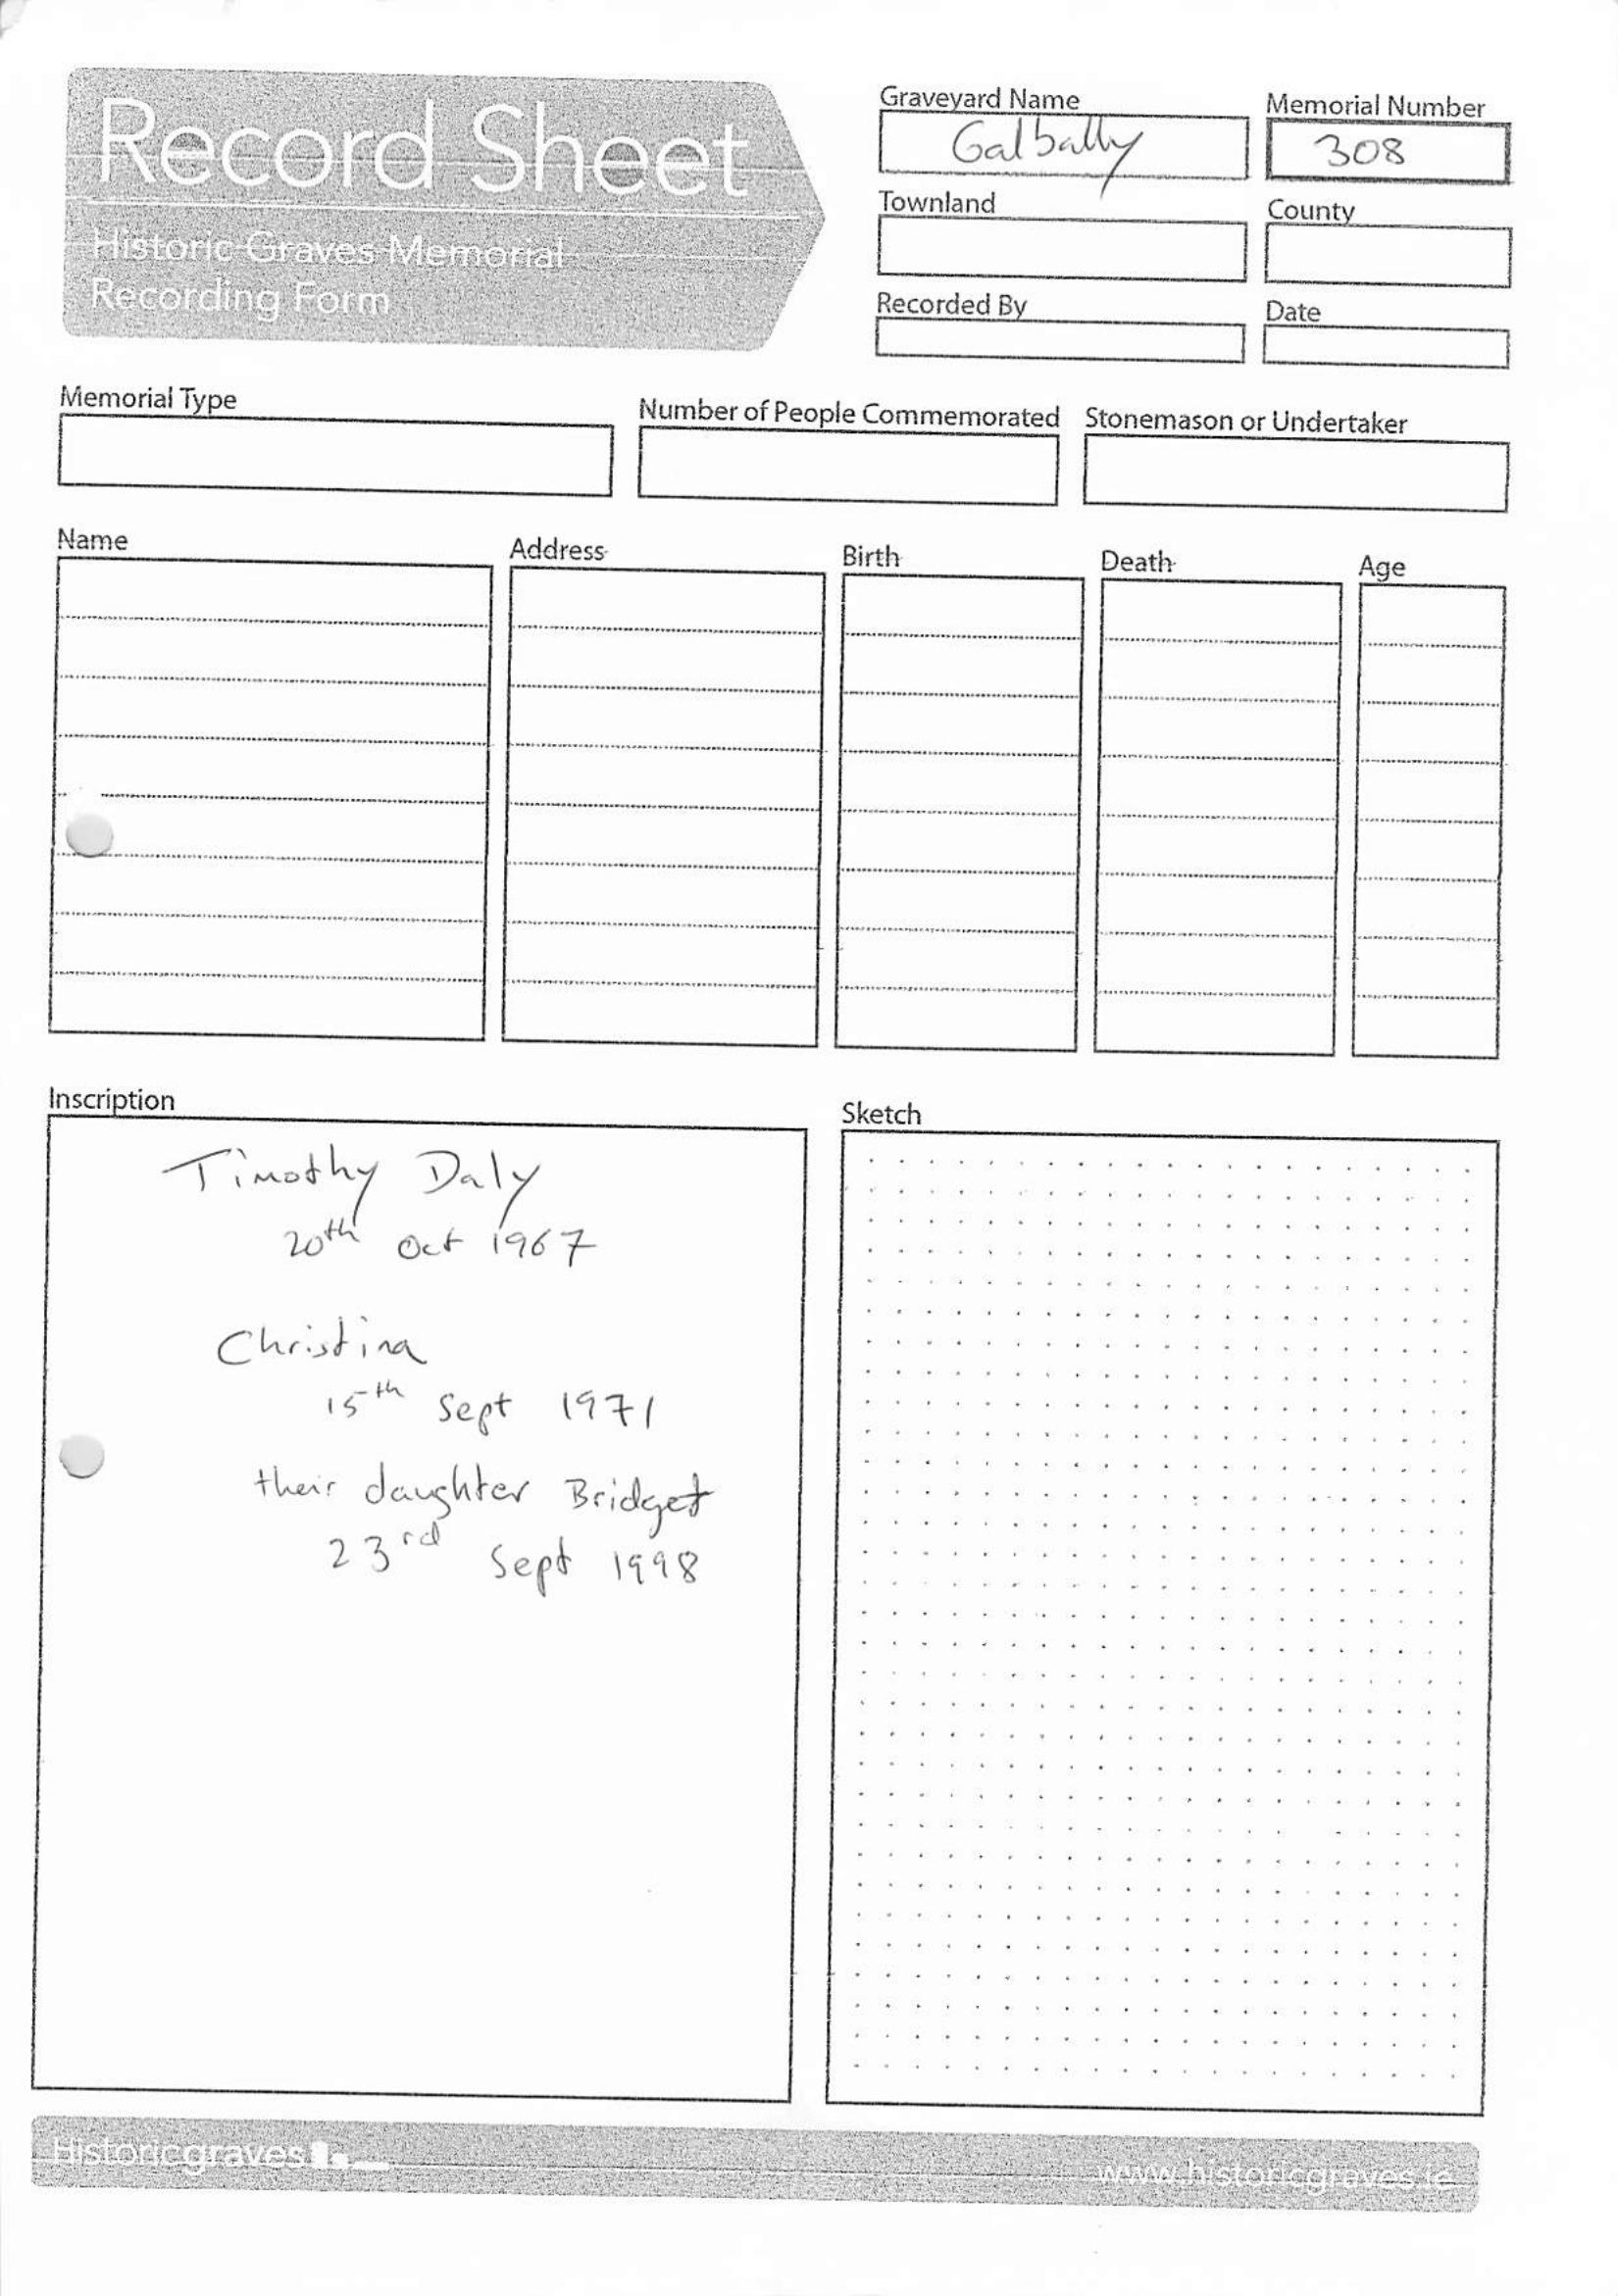 Record Sheet
Historic Graves Memorial
Recording Form
Graveyard Name
Galbally
Memorial Number
308
Townland
County
Recorded By
Date
Memorial Type
Number of People Commemorated
Stonemason or Undertaker
Name
Address
Birth
Death
Age
Inscription
Timothy Daly
20th Oct 1967
Christina
15th Sept 1971
their daughter Bridget
23rd Sept 1998
Sketch
Historicgraves
www.historicgraves.ie